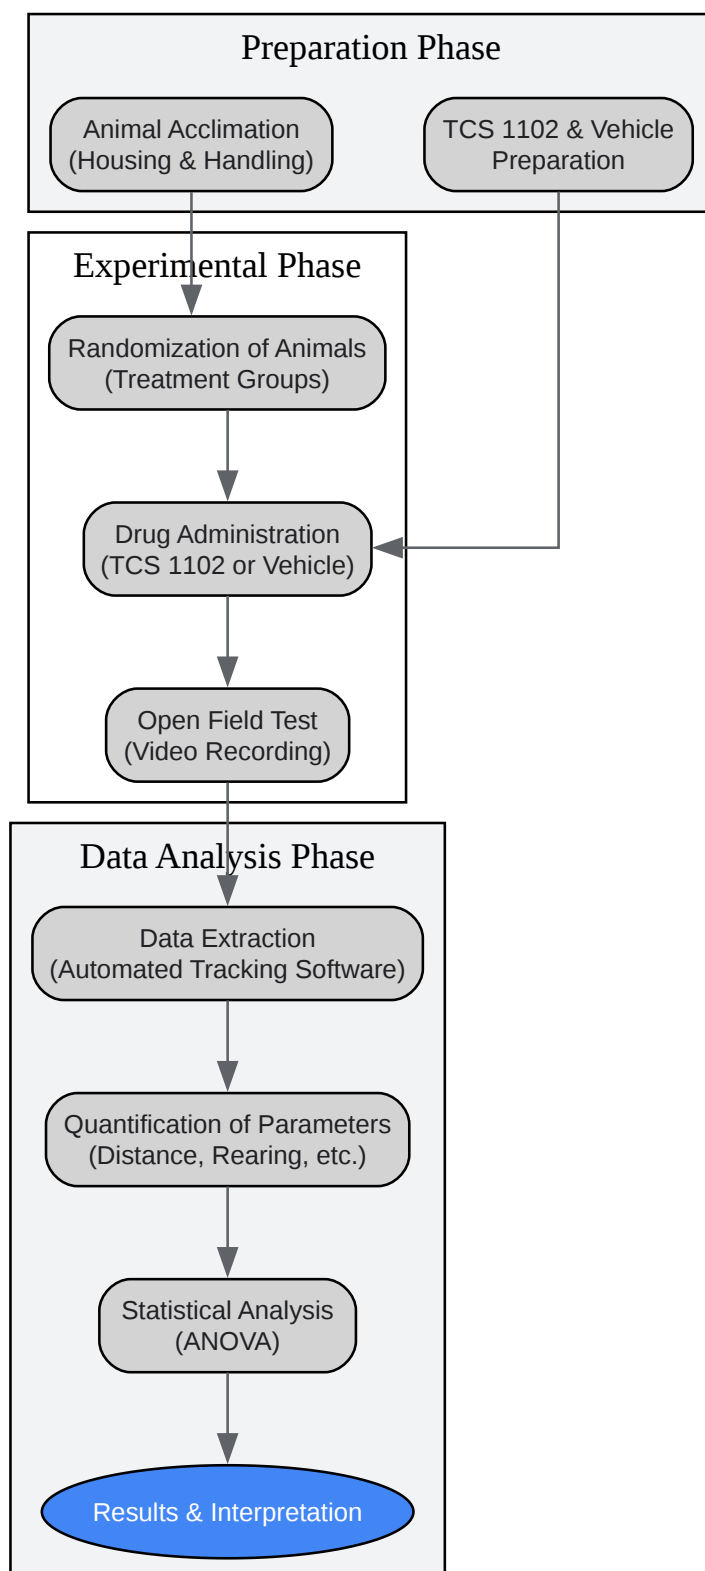 Preparation Phase
Animal Acclimation
(Housing & Handling)
TCS 1102 & Vehicle
Preparation
Experimental Phase
Randomization of Animals
(Treatment Groups)
Drug Administration
(TCS 1102 or Vehicle)
Open Field Test
(Video Recording)
Data Analysis Phase
Data Extraction
(Automated Tracking Software)
Quantification of Parameters
(Distance, Rearing, etc.)
Statistical Analysis
(ANOVA)
Results & Interpretation